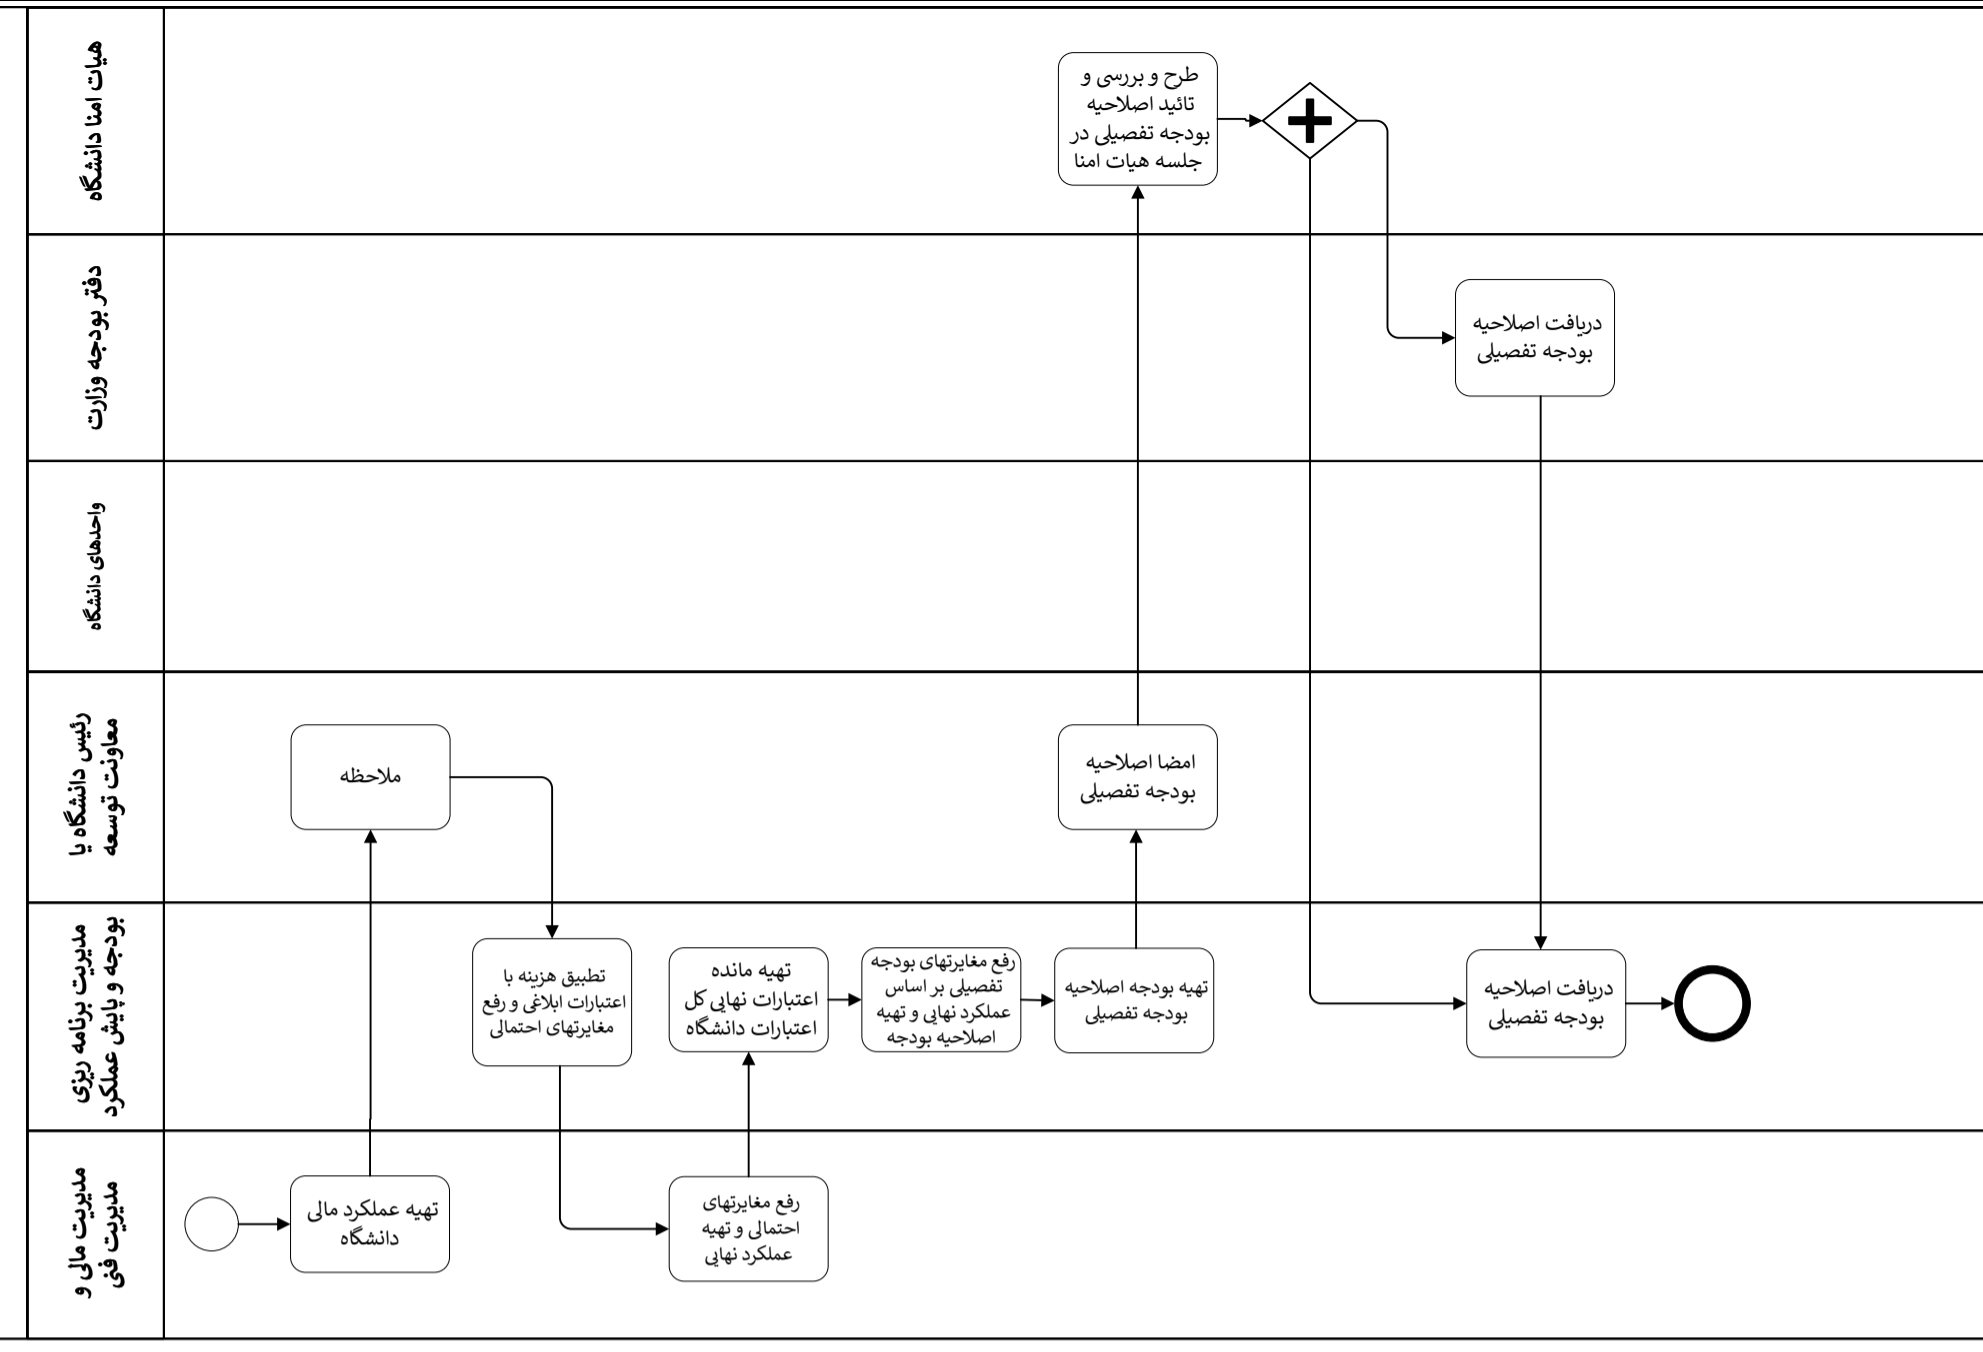 هیات امنا دانشگاه
طرح و بررسی و
تائید اصلاحیه
بودجه تفصیلی در
جلسه هیات امنا
دفتر بودجه وزارت
دریافت اصلاحیه
بودجه تفصیلی
واحدهای دانشگاه
رئیس دانشگاه یا
معاونت توسعه
ملاحظه
امضا اصلاحیه
بودجه تفصیلی
مدیریت برنامه ریزی
بودجه و پایش عملکرد
تطبیق هزینه با
اعتبارات ابلاغی و رفع
مغایرتهای احتمالی
تهیه مانده
اعتبارات نهایی کل
اعتبارات دانشگاه
رفع مغایرتهای بودجه
تفصیلی بر اساس
عملکرد نهایی و تهیه
اصلاحیه بودجه
تهیه بودجه اصلاحیه
بودجه تفصیلی
دریافت اصلاحیه
بودجه تفصیلی
مدیریت مالی و
مدیریت فنی
تهیه عملکرد مالی
دانشگاه
رفع مغایرتهای
احتمالی و تهیه
عملکرد نهایی